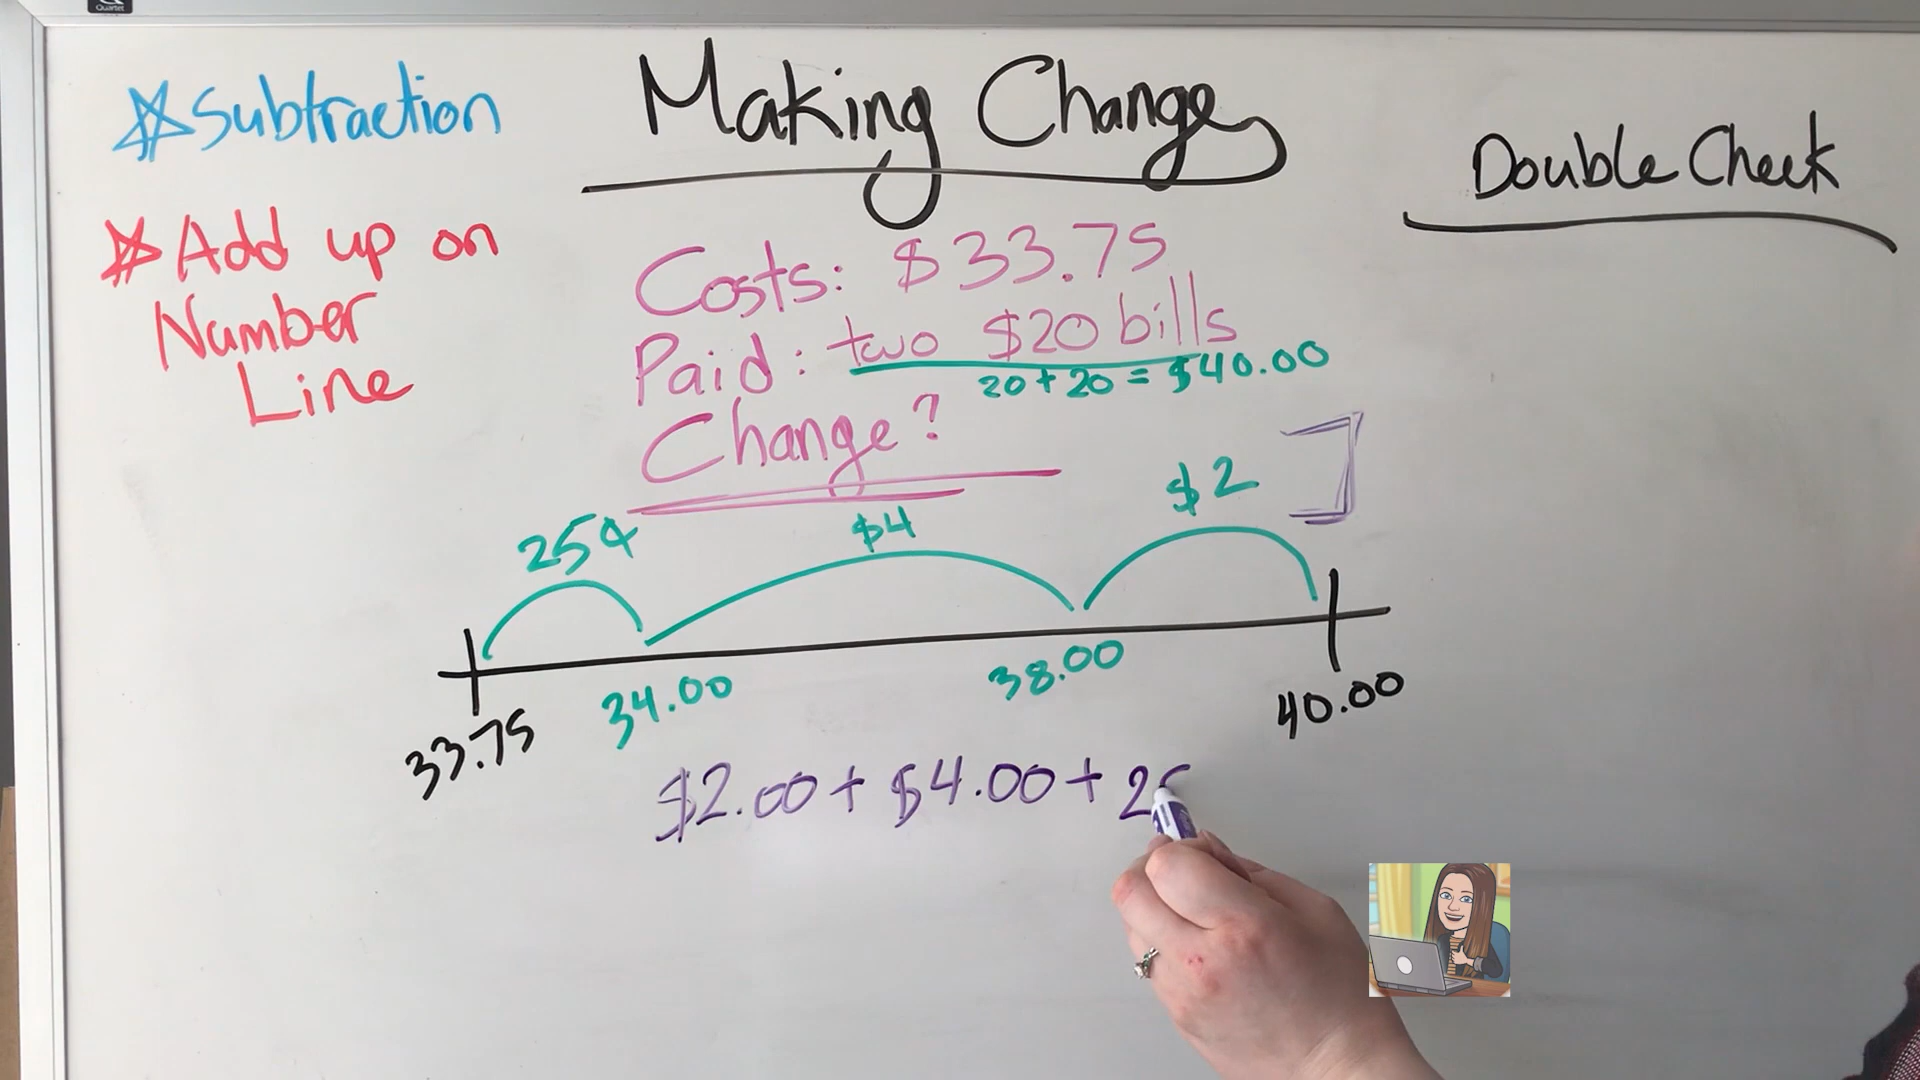 Quartet
Making Change
*Subtraction
*Add up on
Number
Line
Double Check
Costs: $33.75
Paid: two $20 bills
20 + 20 = $40.00
Change?
25¢
$4
$2
33.75
34.00
38.00
40.00
$2.00 + $4.00 + 25